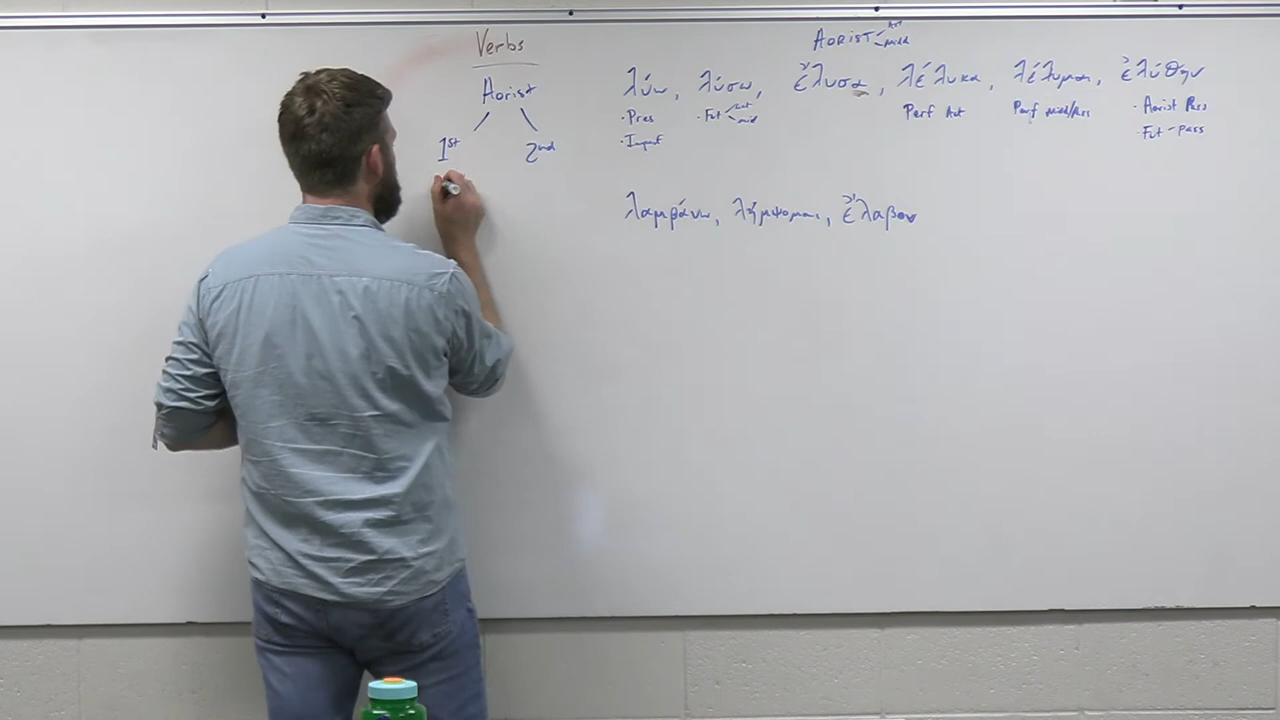 Verbs
Aorist
1st 2nd
Aorist Act
midd
λύω, λύσω, ἔλυσα, λέλυκα, λέλυμαι, ἐλύθην
· Pres · Fut Act mid Perf Act Perf mid/pass · Aorist Pass
· Impf · Fut - pass
λαμβάνω, λήμψομαι, ἔλαβον